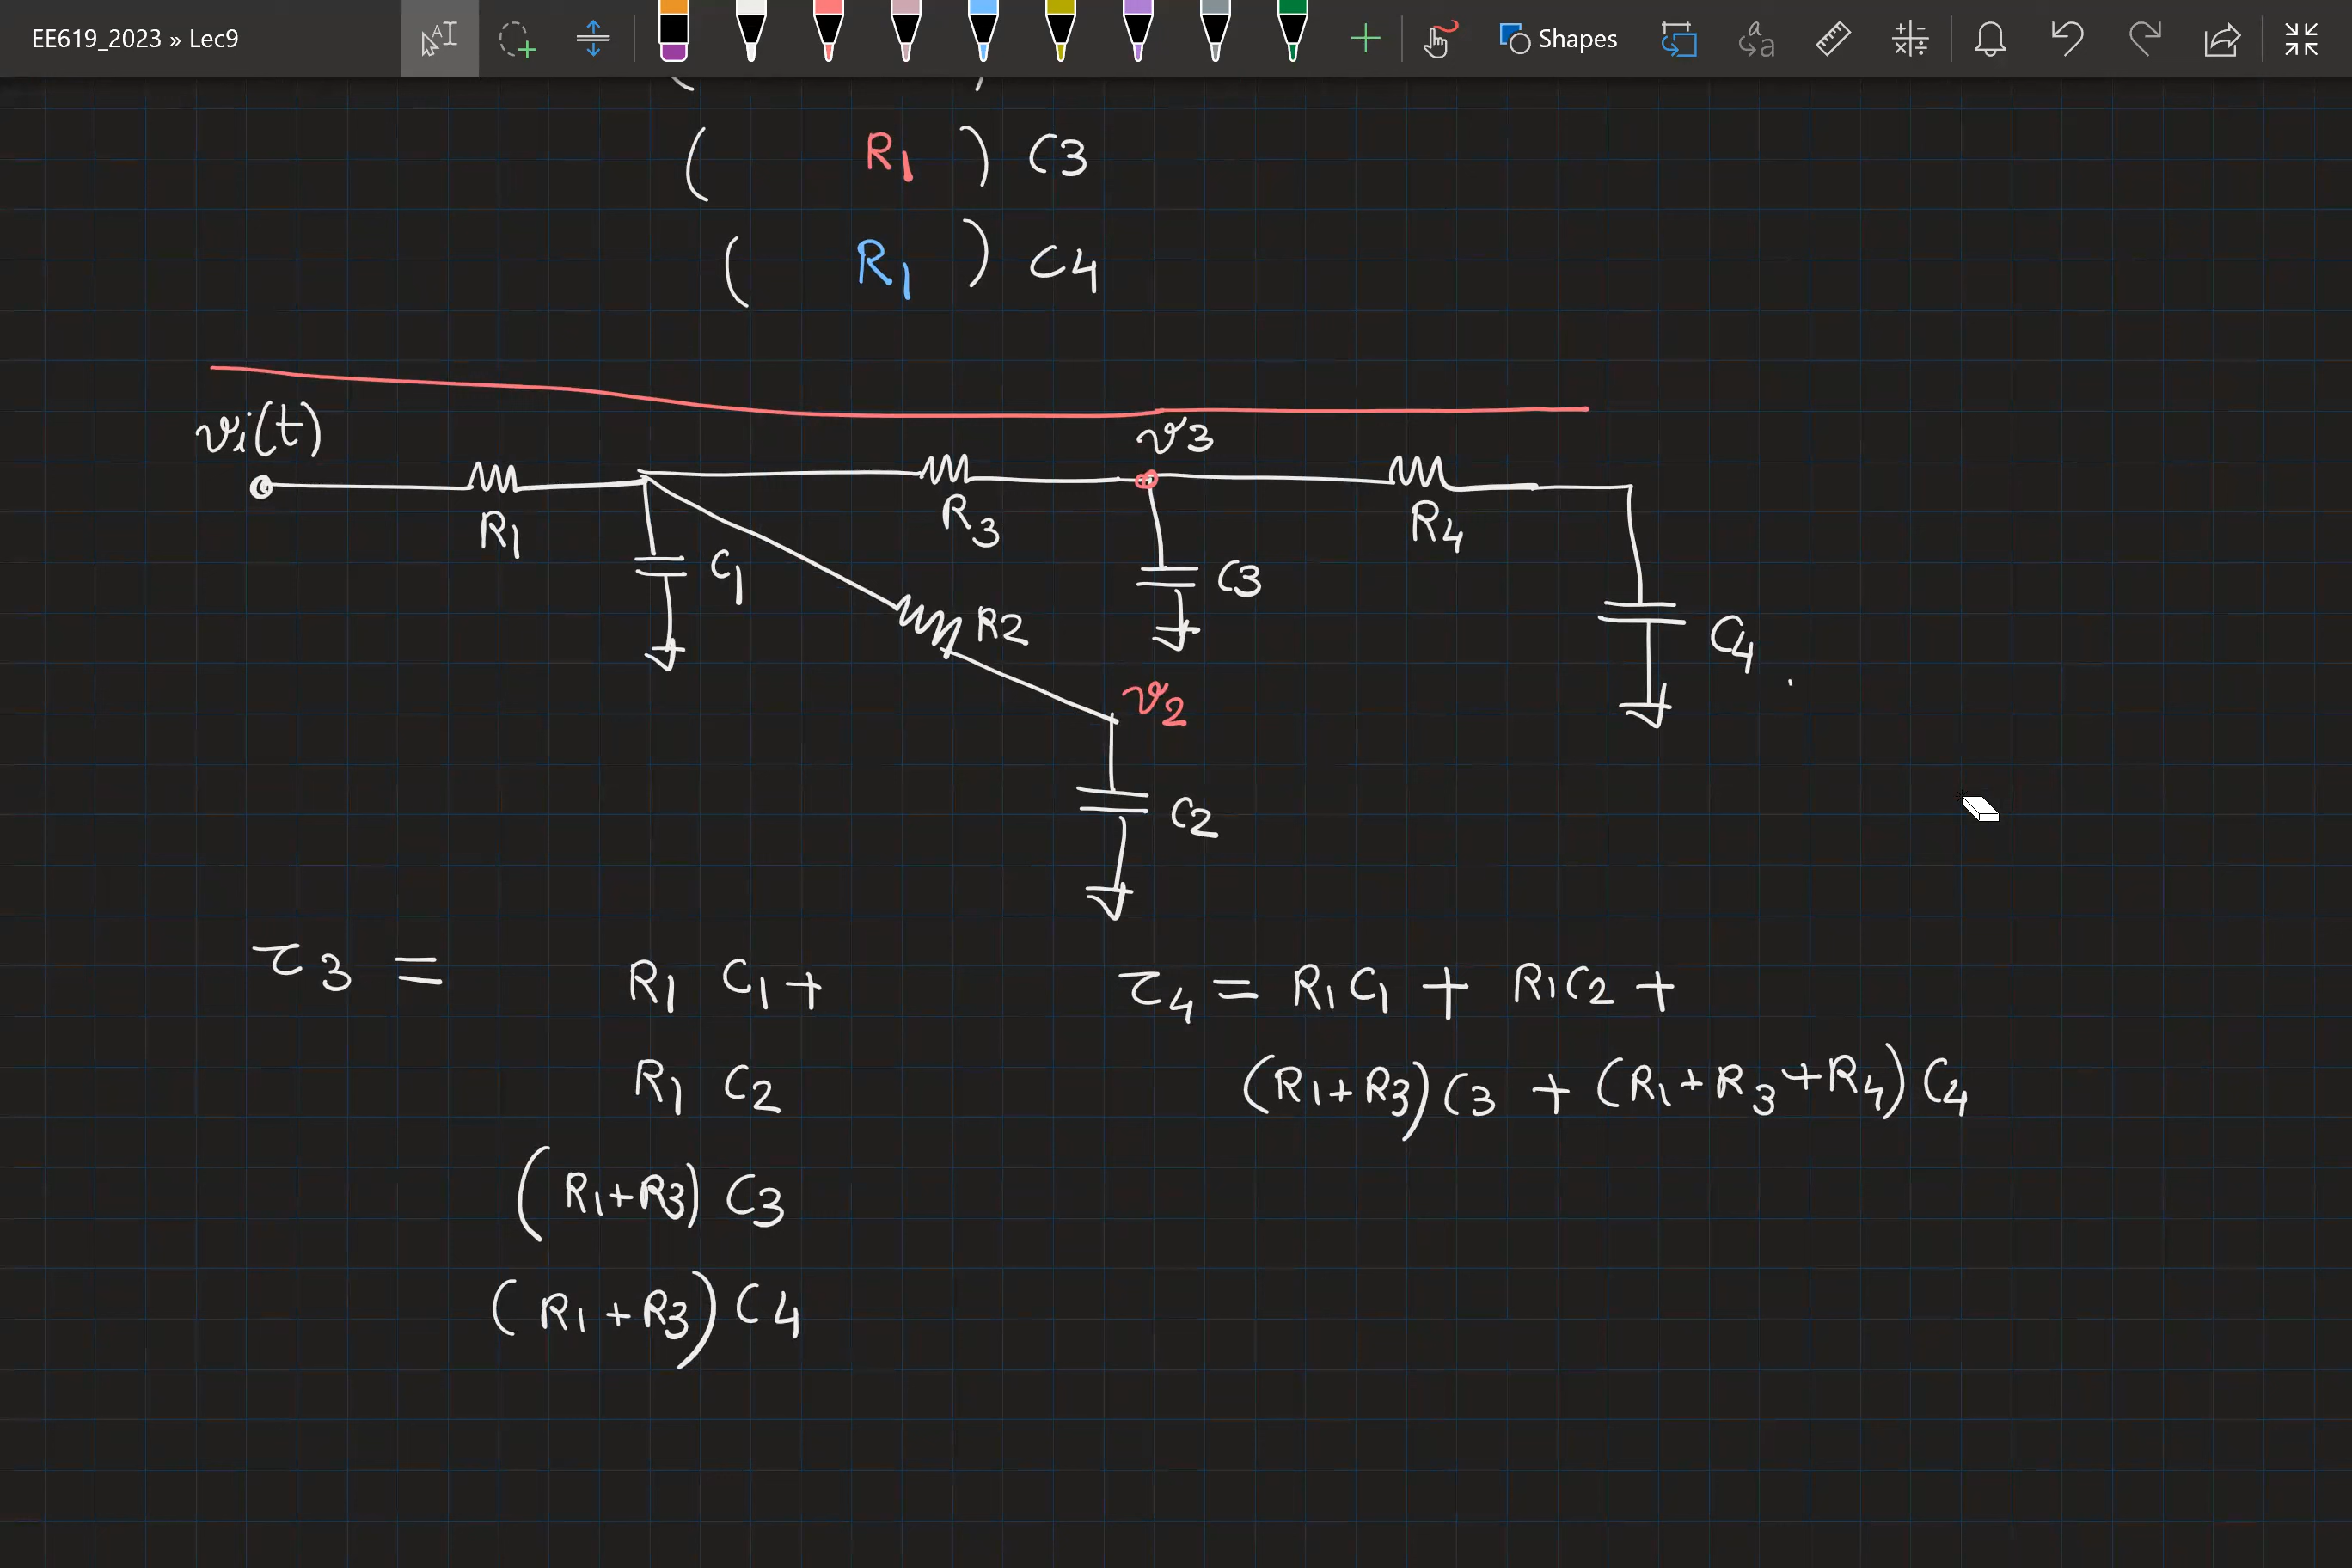 EE619_2023 » Lec9
Shapes
( R1 ) C3
( R1 ) C4
vi(t)
v3
R1
R3
R4
C1
C3
R2
C4
v2
C2
τ3 = R1 C1 +
R1 C2
(R1+R3) C3
(R1+R3) C4
τ4 = R1C1 + R1C2 +
(R1+R3) C3 + (R1+R3+R4) C4